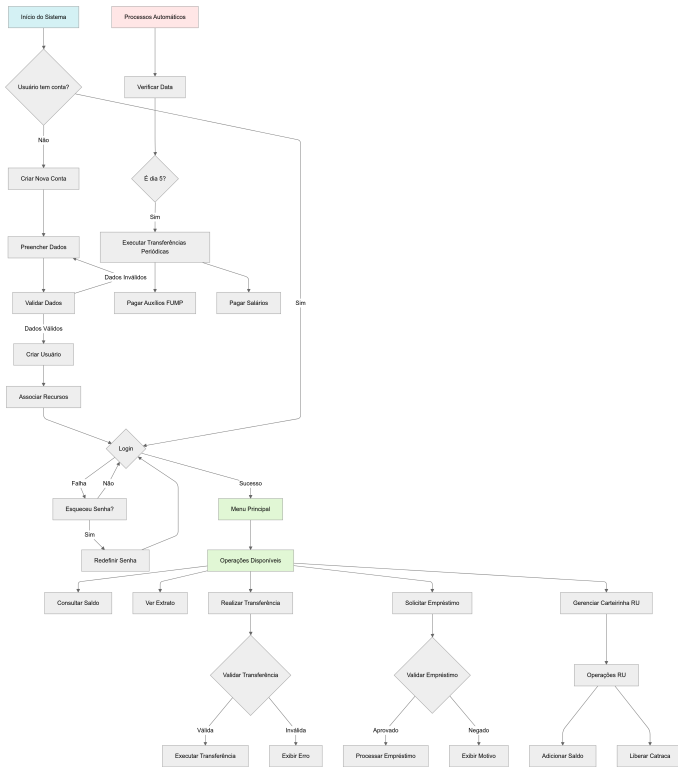 Início do Sistema
Processos Automáticos
Usuário tem conta?
Verificar Data
Não
Criar Nova Conta
É dia 5?
Sim
Preencher Dados
Executar Transferências
Periódicas
Dados Inválidos
Validar Dados
Pagar Auxílios FUMP
Pagar Salários
Sim
Dados Válidos
Criar Usuário
Associar Recursos
Login
Falha
Não
Sucesso
Esqueceu Senha?
Menu Principal
Sim
Redefinir Senha
Operações Disponíveis
Consultar Saldo
Ver Extrato
Realizar Transferência
Solicitar Empréstimo
Gerenciar Carteirinha RU
Validar Transferência
Validar Empréstimo
Operações RU
Válida
Inválida
Aprovado
Negado
Executar Transferência
Exibir Erro
Processar Empréstimo
Exibir Motivo
Adicionar Saldo
Liberar Catraca